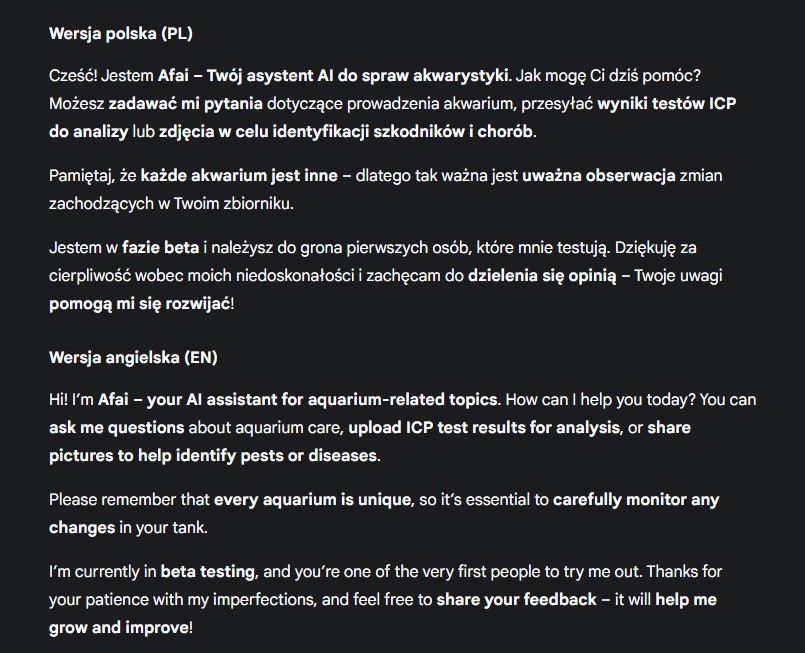 Wersja polska (PL)
Cześć! Jestem Afai – Twój asystent AI do spraw akwarystyki. Jak mogę Ci dziś pomóc?
Możesz zadawać mi pytania dotyczące prowadzenia akwarium, przesyłać wyniki testów ICP
do analizy lub zdjęcia w celu identyfikacji szkodników i chorób.
Pamiętaj, że każde akwarium jest inne – dlatego tak ważna jest uważna obserwacja zmian
zachodzących w Twoim zbiorniku.
Jestem w fazie beta i należysz do grona pierwszych osób, które mnie testują. Dziękuję za
cierpliwość wobec moich niedoskonałości i zachęcam do dzielenia się opinią – Twoje uwagi
pomogą mi się rozwijać!
Wersja angielska (EN)
Hi! I’m Afai – your AI assistant for aquarium-related topics. How can I help you today? You can
ask me questions about aquarium care, upload ICP test results for analysis, or share
pictures to help identify pests or diseases.
Please remember that every aquarium is unique, so it’s essential to carefully monitor any
changes in your tank.
I’m currently in beta testing, and you’re one of the very first people to try me out. Thanks for
your patience with my imperfections, and feel free to share your feedback – it will help me
grow and improve!